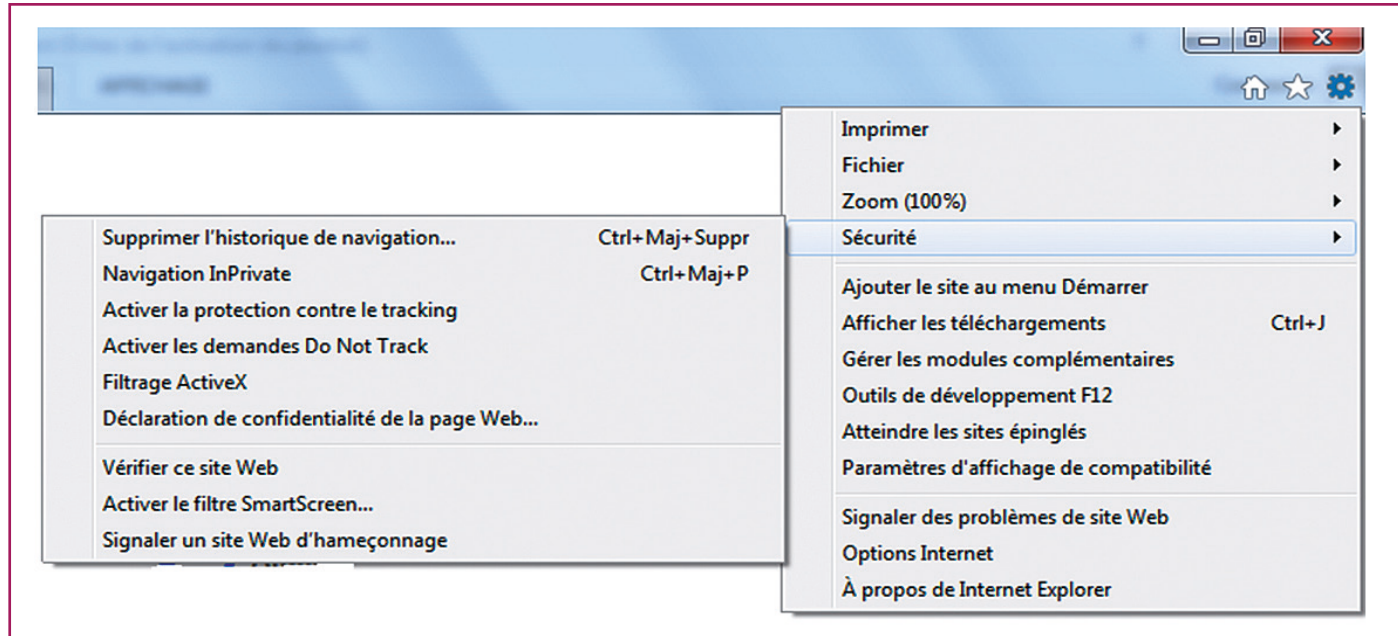 AFFICHAGE
Imprimer
Fichier
Zoom (100%)
Sécurité
Ajouter le site au menu Démarrer
Afficher les téléchargements Ctrl+J
Gérer les modules complémentaires
Outils de développement F12
Atteindre les sites épinglés
Paramètres d'affichage de compatibilité
Signaler des problèmes de site Web
Options Internet
À propos de Internet Explorer
Supprimer l'historique de navigation... Ctrl+Maj+Suppr
Navigation InPrivate Ctrl+Maj+P
Activer la protection contre le tracking
Activer les demandes Do Not Track
Filtrage ActiveX
Déclaration de confidentialité de la page Web...
Vérifier ce site Web
Activer le filtre SmartScreen...
Signaler un site Web d'hameçonnage